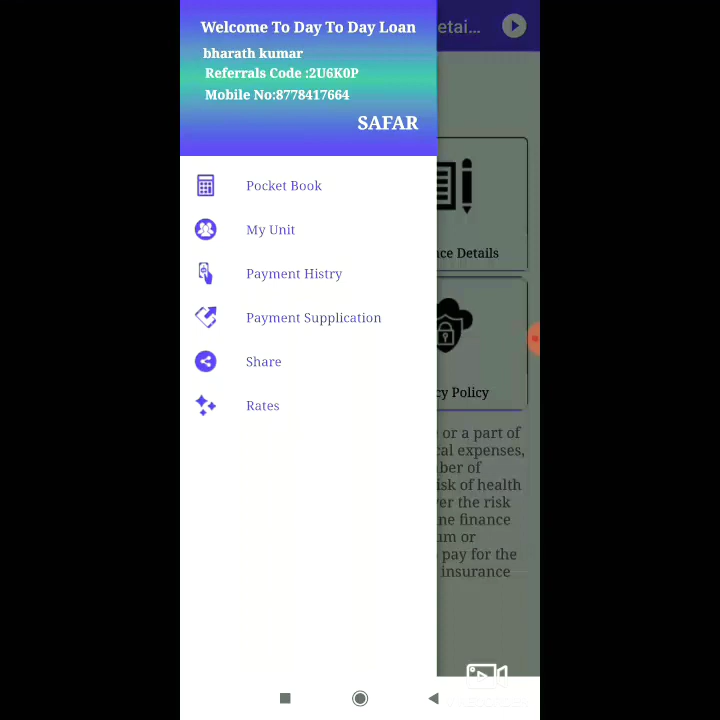 Welcome To Day To Day Loan
bharath kumar
Referrals Code :2U6K0P
Mobile No:8778417664
SAFAR
Pocket Book
My Unit
Payment Histry
Payment Supplication
Share
Rates
etai...
nce Details
cy Policy
or a part of
cal expenses,
ber of
isk of health
er the risk
ne finance
um or
pay for the
insurance